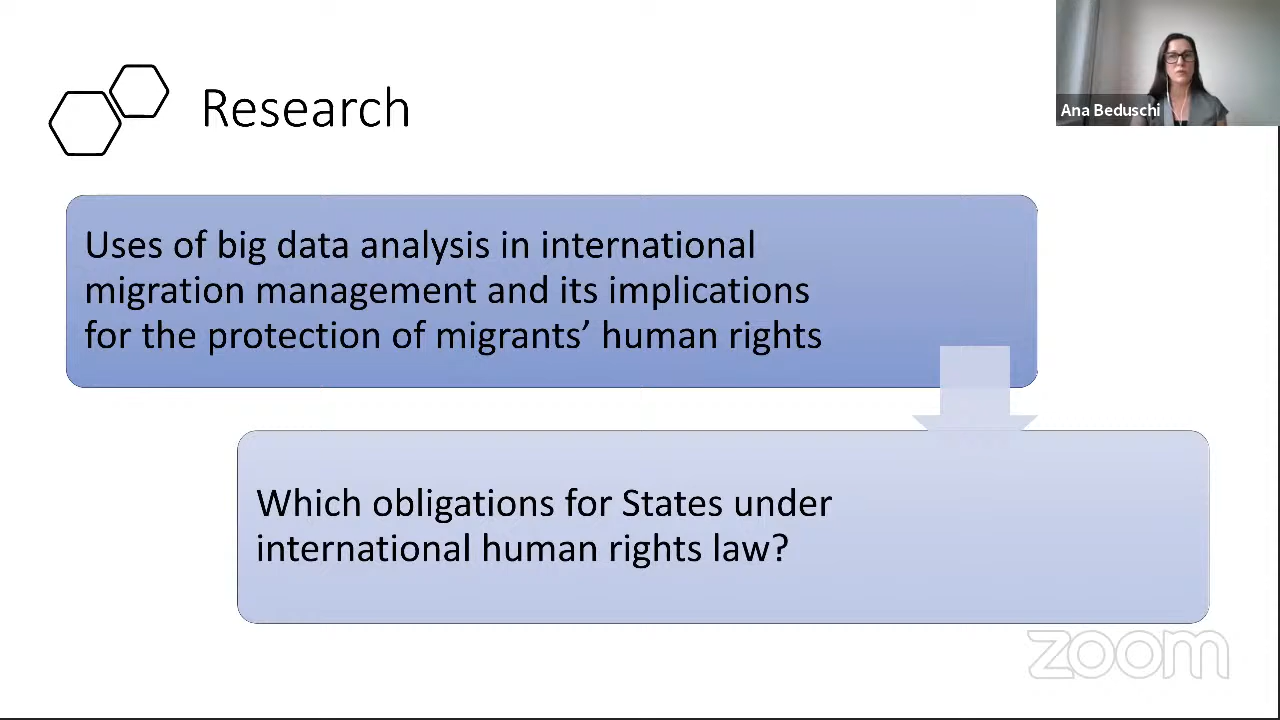 Research
Ana Beduschi
Uses of big data analysis in international
migration management and its implications
for the protection of migrants’ human rights
Which obligations for States under
international human rights law?
zoom